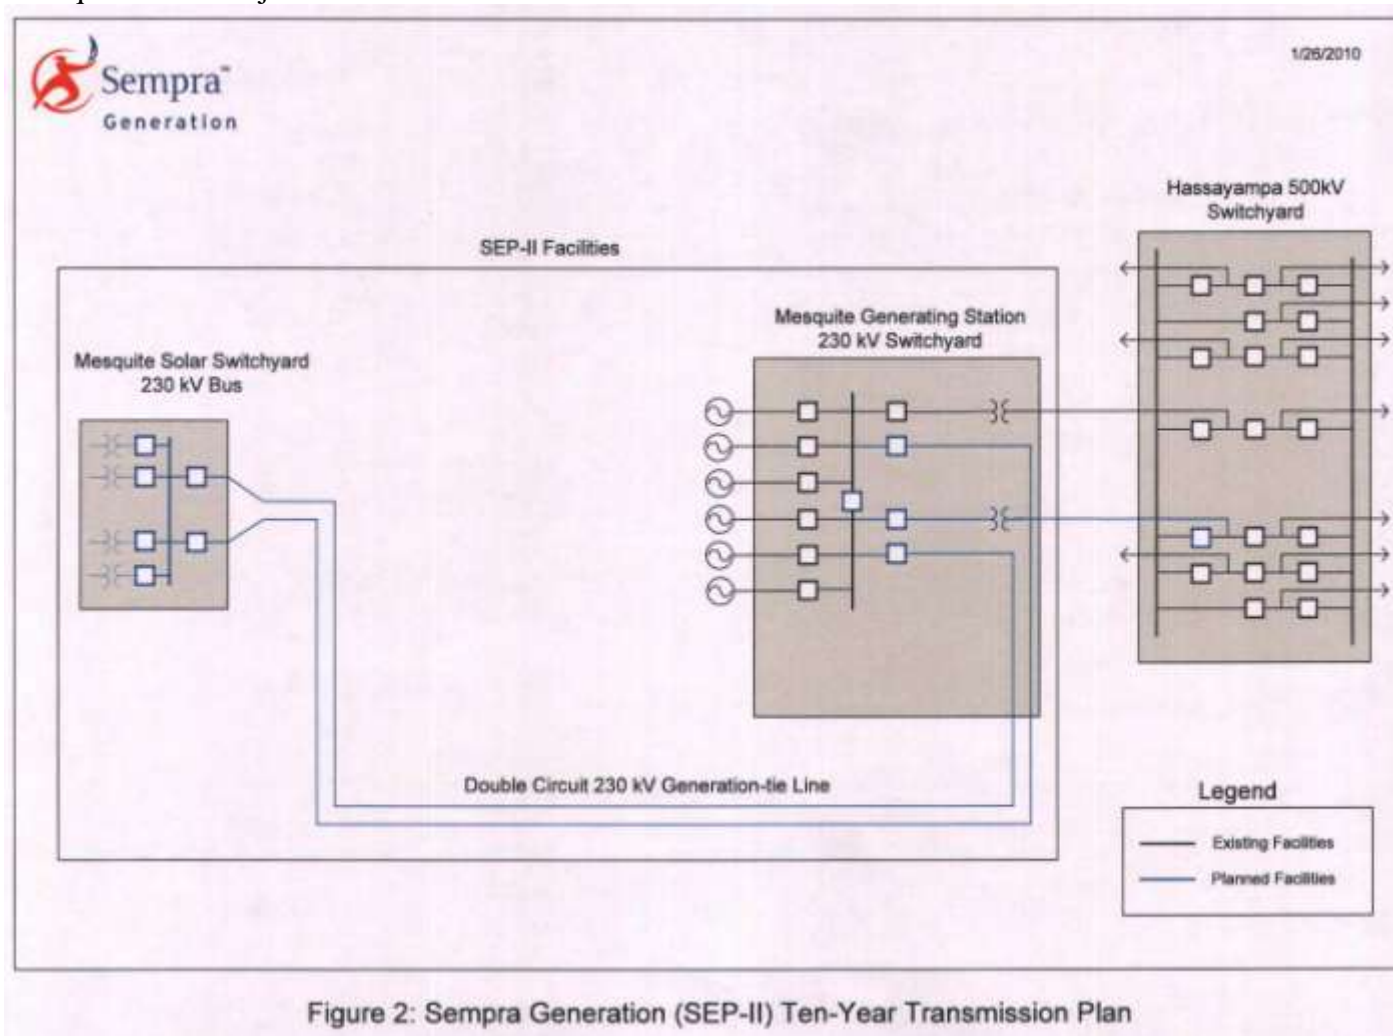 Sempra™
Generation
1/26/2010
Hassayampa 500kV
Switchyard
SEP-II Facilities
Mesquite Generating Station
230 kV Switchyard
Mesquite Solar Switchyard
230 kV Bus
Double Circuit 230 kV Generation-tie Line
Legend
Existing Facilities
Planned Facilities
Figure 2: Sempra Generation (SEP-II) Ten-Year Transmission Plan